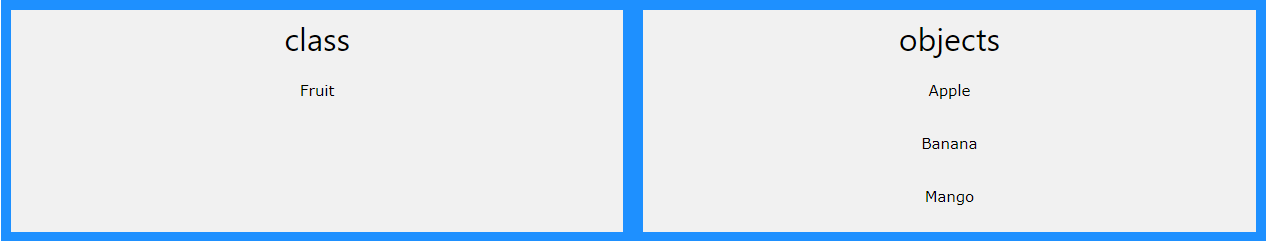 class
Fruit
objects
Apple
Banana
Mango